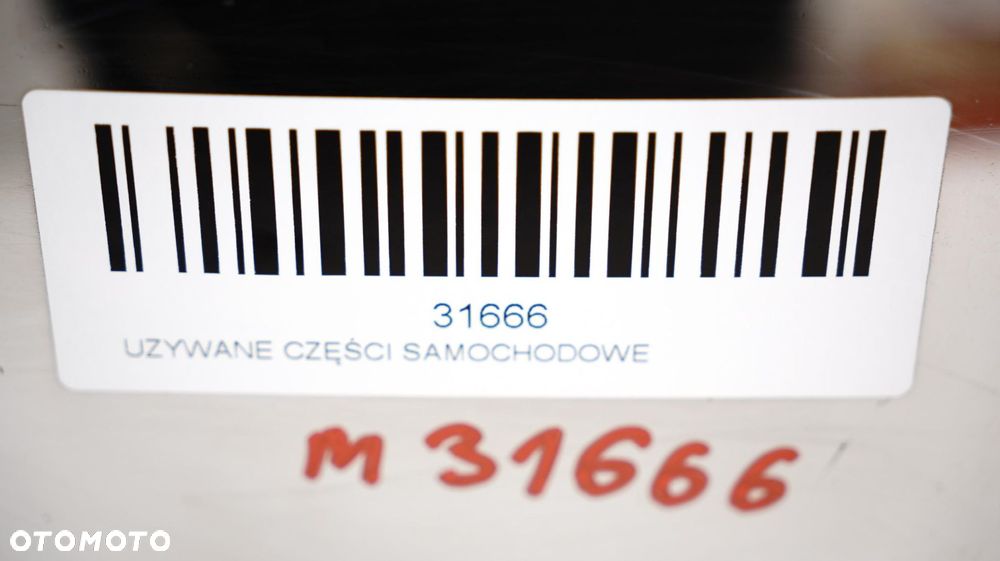 31666
UZYWANE CZĘŚCI SAMOCHODOWE
M 31666
OTOMOTO